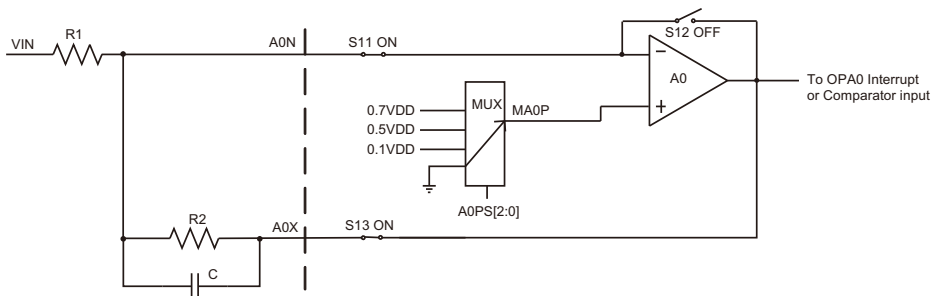 VIN
R1
A0N
S11 ON
S12 OFF
A0
To OPA0 Interrupt
or Comparator input
MUX
MA0P
0.7VDD
0.5VDD
0.1VDD
A0PS[2:0]
R2
A0X
S13 ON
C